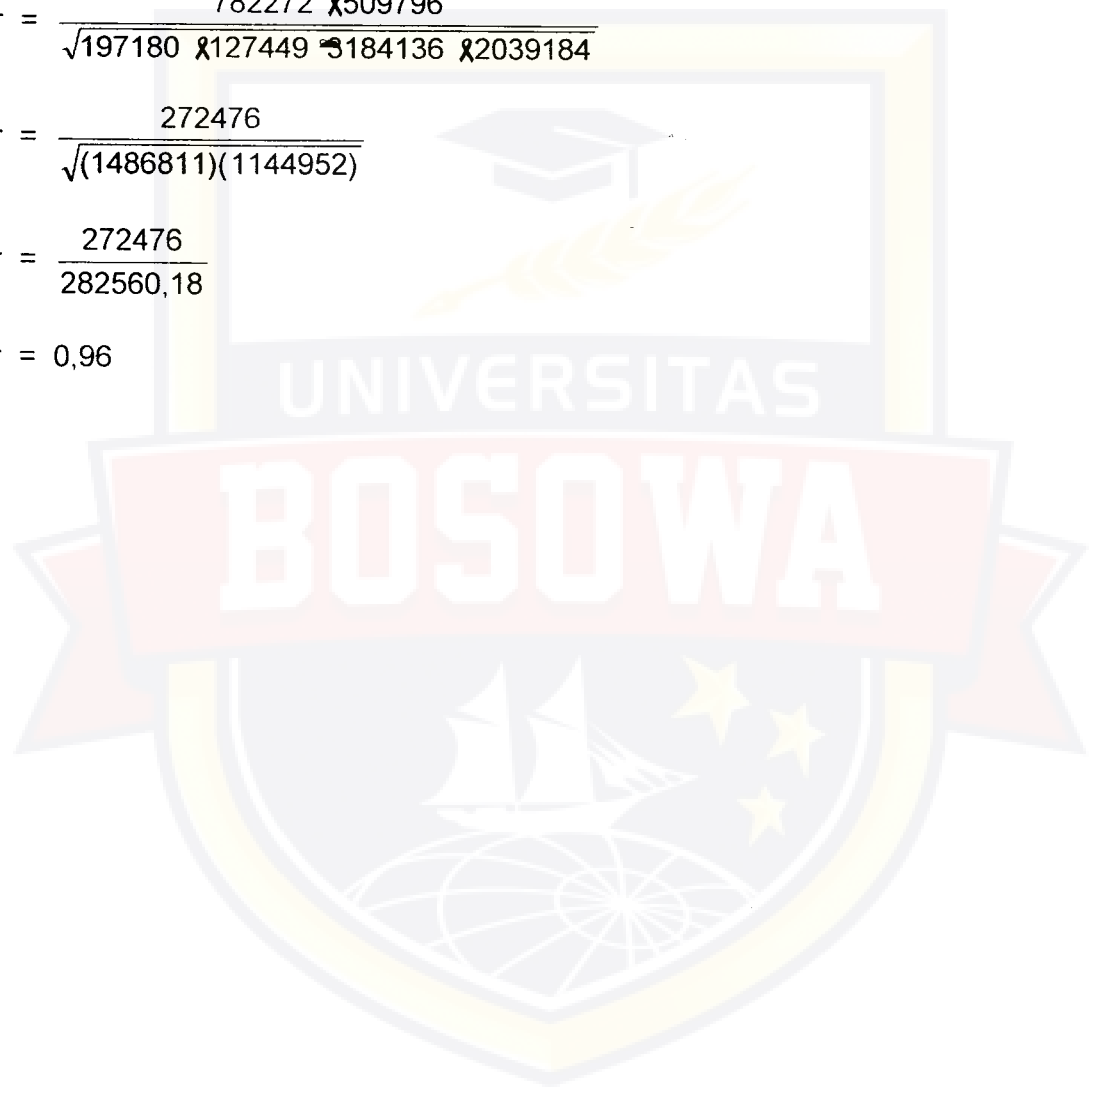 = 782272 509796
√197180 127449 3184136 2039184
r = 272476
√(1486811)(1144952)
= 272476
282560,18
= 0,96
UNIVERSITAS
BOSOWA